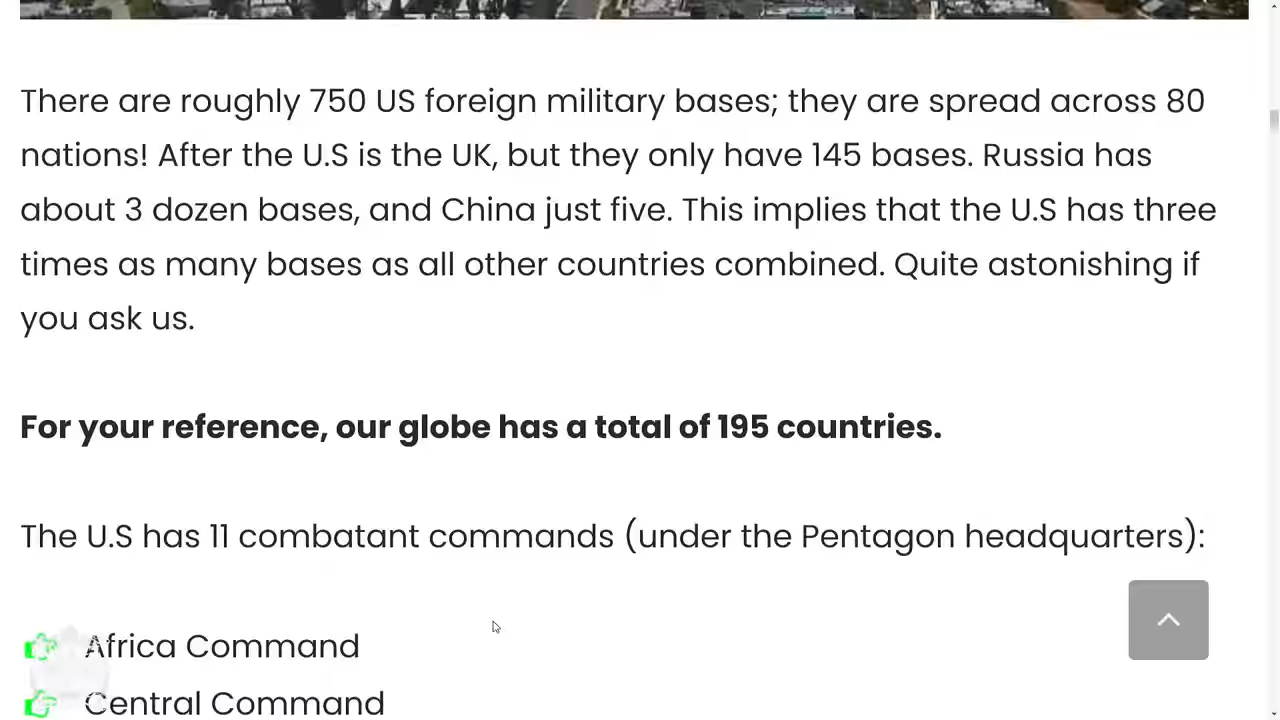 There are roughly 750 US foreign military bases; they are spread across 80
nations! After the U.S is the UK, but they only have 145 bases. Russia has
about 3 dozen bases, and China just five. This implies that the U.S has three
times as many bases as all other countries combined. Quite astonishing if
you ask us.
For your reference, our globe has a total of 195 countries.
The U.S has 11 combatant commands (under the Pentagon headquarters):
Africa Command
Central Command